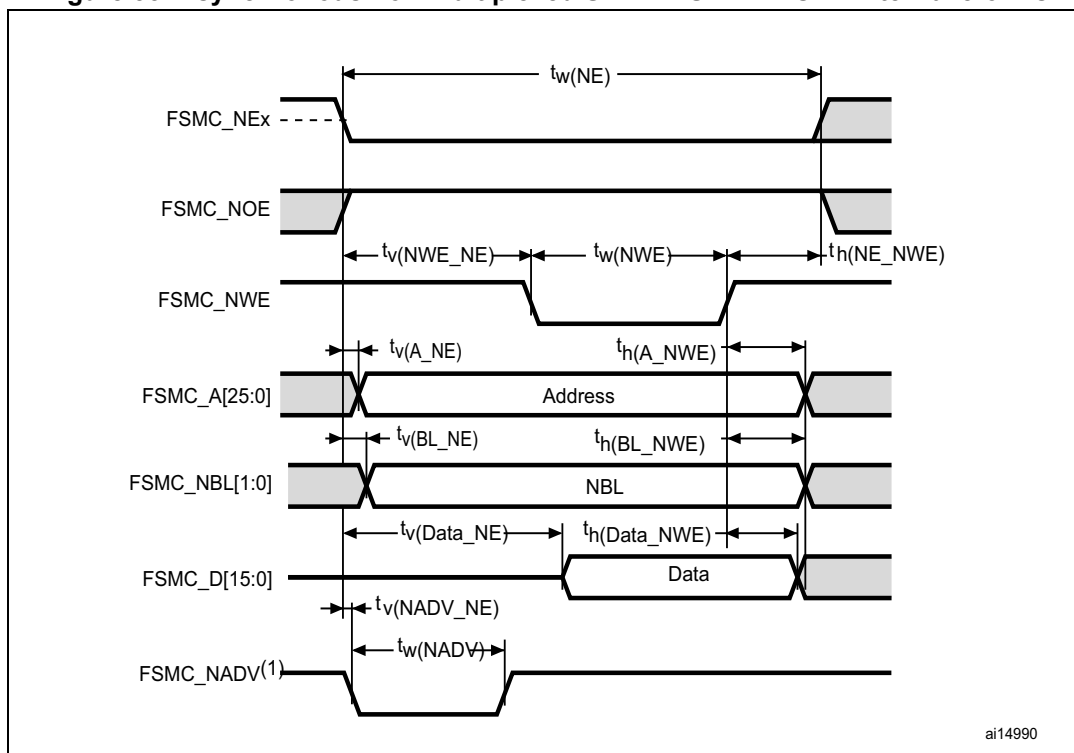 tw(NE)
FSMC_NEx
FSMC_NOE
tv(NWE_NE)
tw(NWE)
th(NE_NWE)
FSMC_NWE
tv(A_NE)
th(A_NWE)
FSMC_A[25:0]
Address
tv(BL_NE)
th(BL_NWE)
FSMC_NBL[1:0]
NBL
tv(Data_NE)
th(Data_NWE)
FSMC_D[15:0]
Data
tv(NADV_NE)
tw(NADV)
FSMC_NADV(1)
ai14990